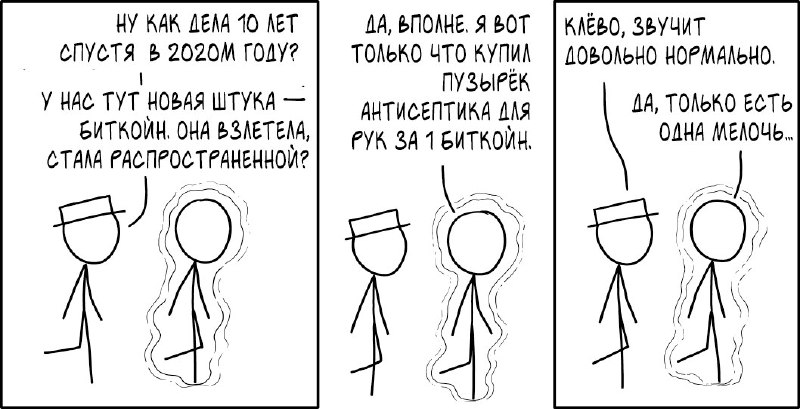 НУ КАК ДЕЛА 10 ЛЕТ
СПУСТЯ В 2020М ГОДУ?
У НАС ТУТ НОВАЯ ШТУКА —
БИТКОЙН. ОНА ВЗЛЕТЕЛА,
СТАЛА РАСПРОСТРАНЕННОЙ?
ДА, ВПОЛНЕ. Я ВОТ
ТОЛЬКО ЧТО КУПИЛ
ПУЗЫРЁК
АНТИСЕПТИКА ДЛЯ
РУК ЗА 1 БИТКОЙН.
КЛЁВО, ЗВУЧИТ
ДОВОЛЬНО НОРМАЛЬНО.
ДА, ТОЛЬКО ЕСТЬ
ОДНА МЕЛОЧЬ...